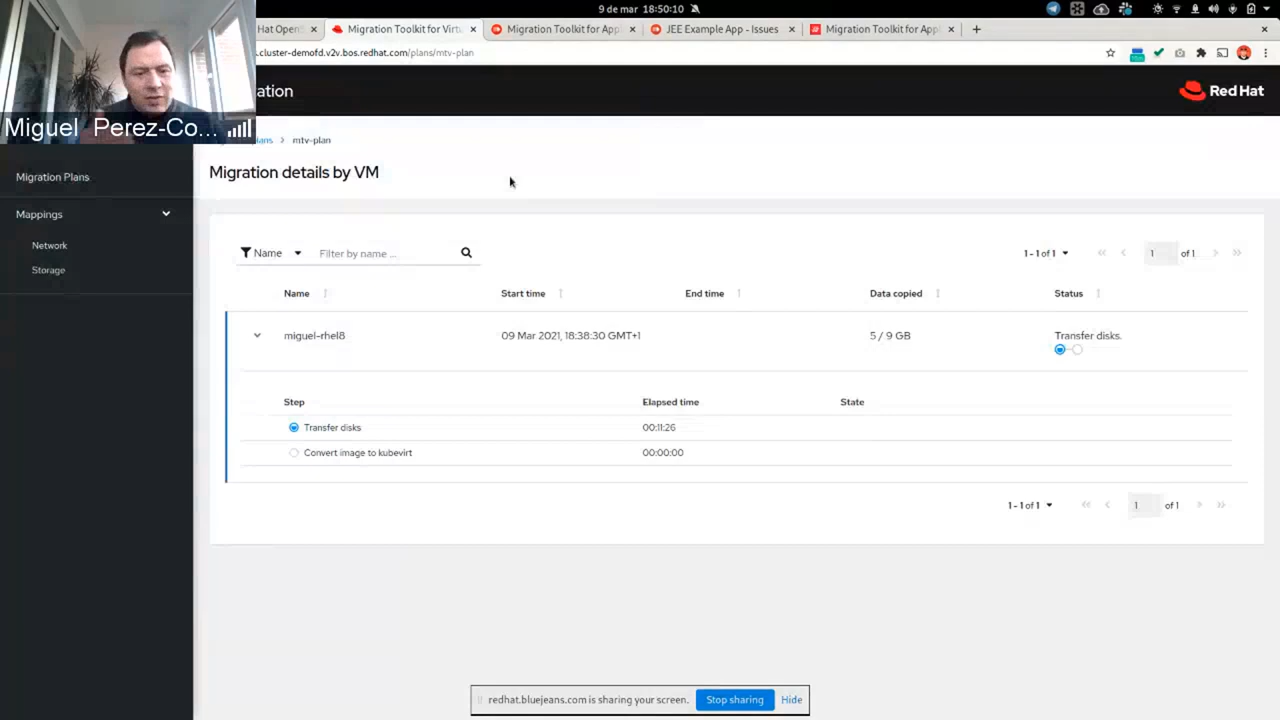 9 de mar 18:50:10
Hat OpenS
Migration Toolkit for Virtu
Migration Toolkit for Appl
JEE Example App - Issues
Migration Toolkit for Appl
.cluster-demofd.v2v.bos.redhat.com/plans/mtv-plan
ation
Red Hat
Miguel Perez-Co...
lans
mtv-plan
Migration details by VM
Migration Plans
Mappings
Network
Storage
Name
Filter by name ...
1 - 1 of 1
1
of 1
Name
Start time
End time
Data copied
Status
miguel-rhel8
09 Mar 2021, 18:38:30 GMT+1
5 / 9 GB
Transfer disks.
Step
Elapsed time
State
Transfer disks
00:11:26
Convert image to kubevirt
00:00:00
1 - 1 of 1
1
of 1
redhat.bluejeans.com is sharing your screen.
Stop sharing
Hide